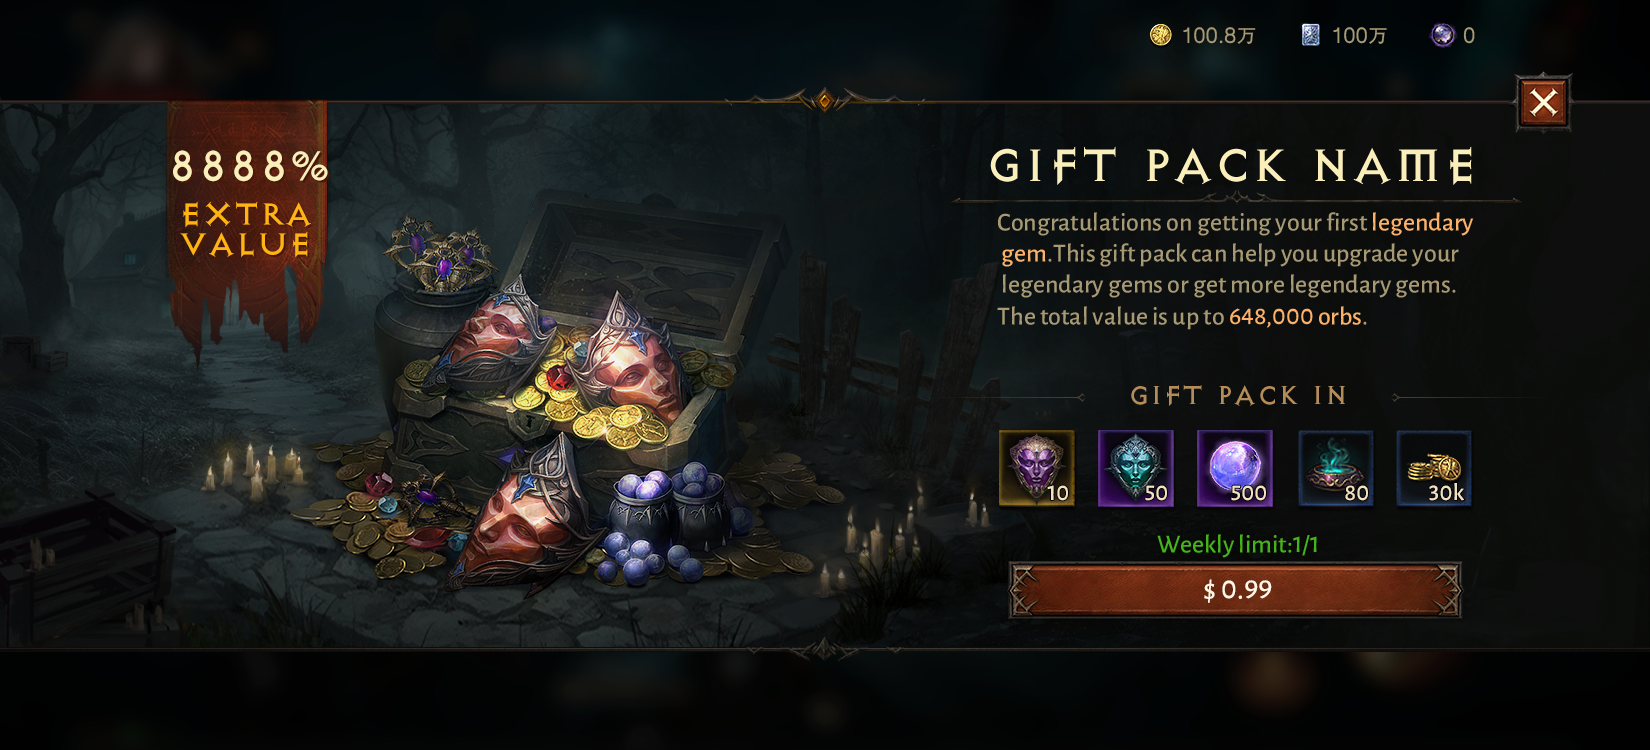 100.8万 100万 0
8888%
EXTRA
VALUE
GIFT PACK NAME
Congratulations on getting your first legendary
gem.This gift pack can help you upgrade your
legendary gems or get more legendary gems.
The total value is up to 648,000 orbs.
GIFT PACK IN
10 50 500 80 30k
Weekly limit:1/1
$ 0.99